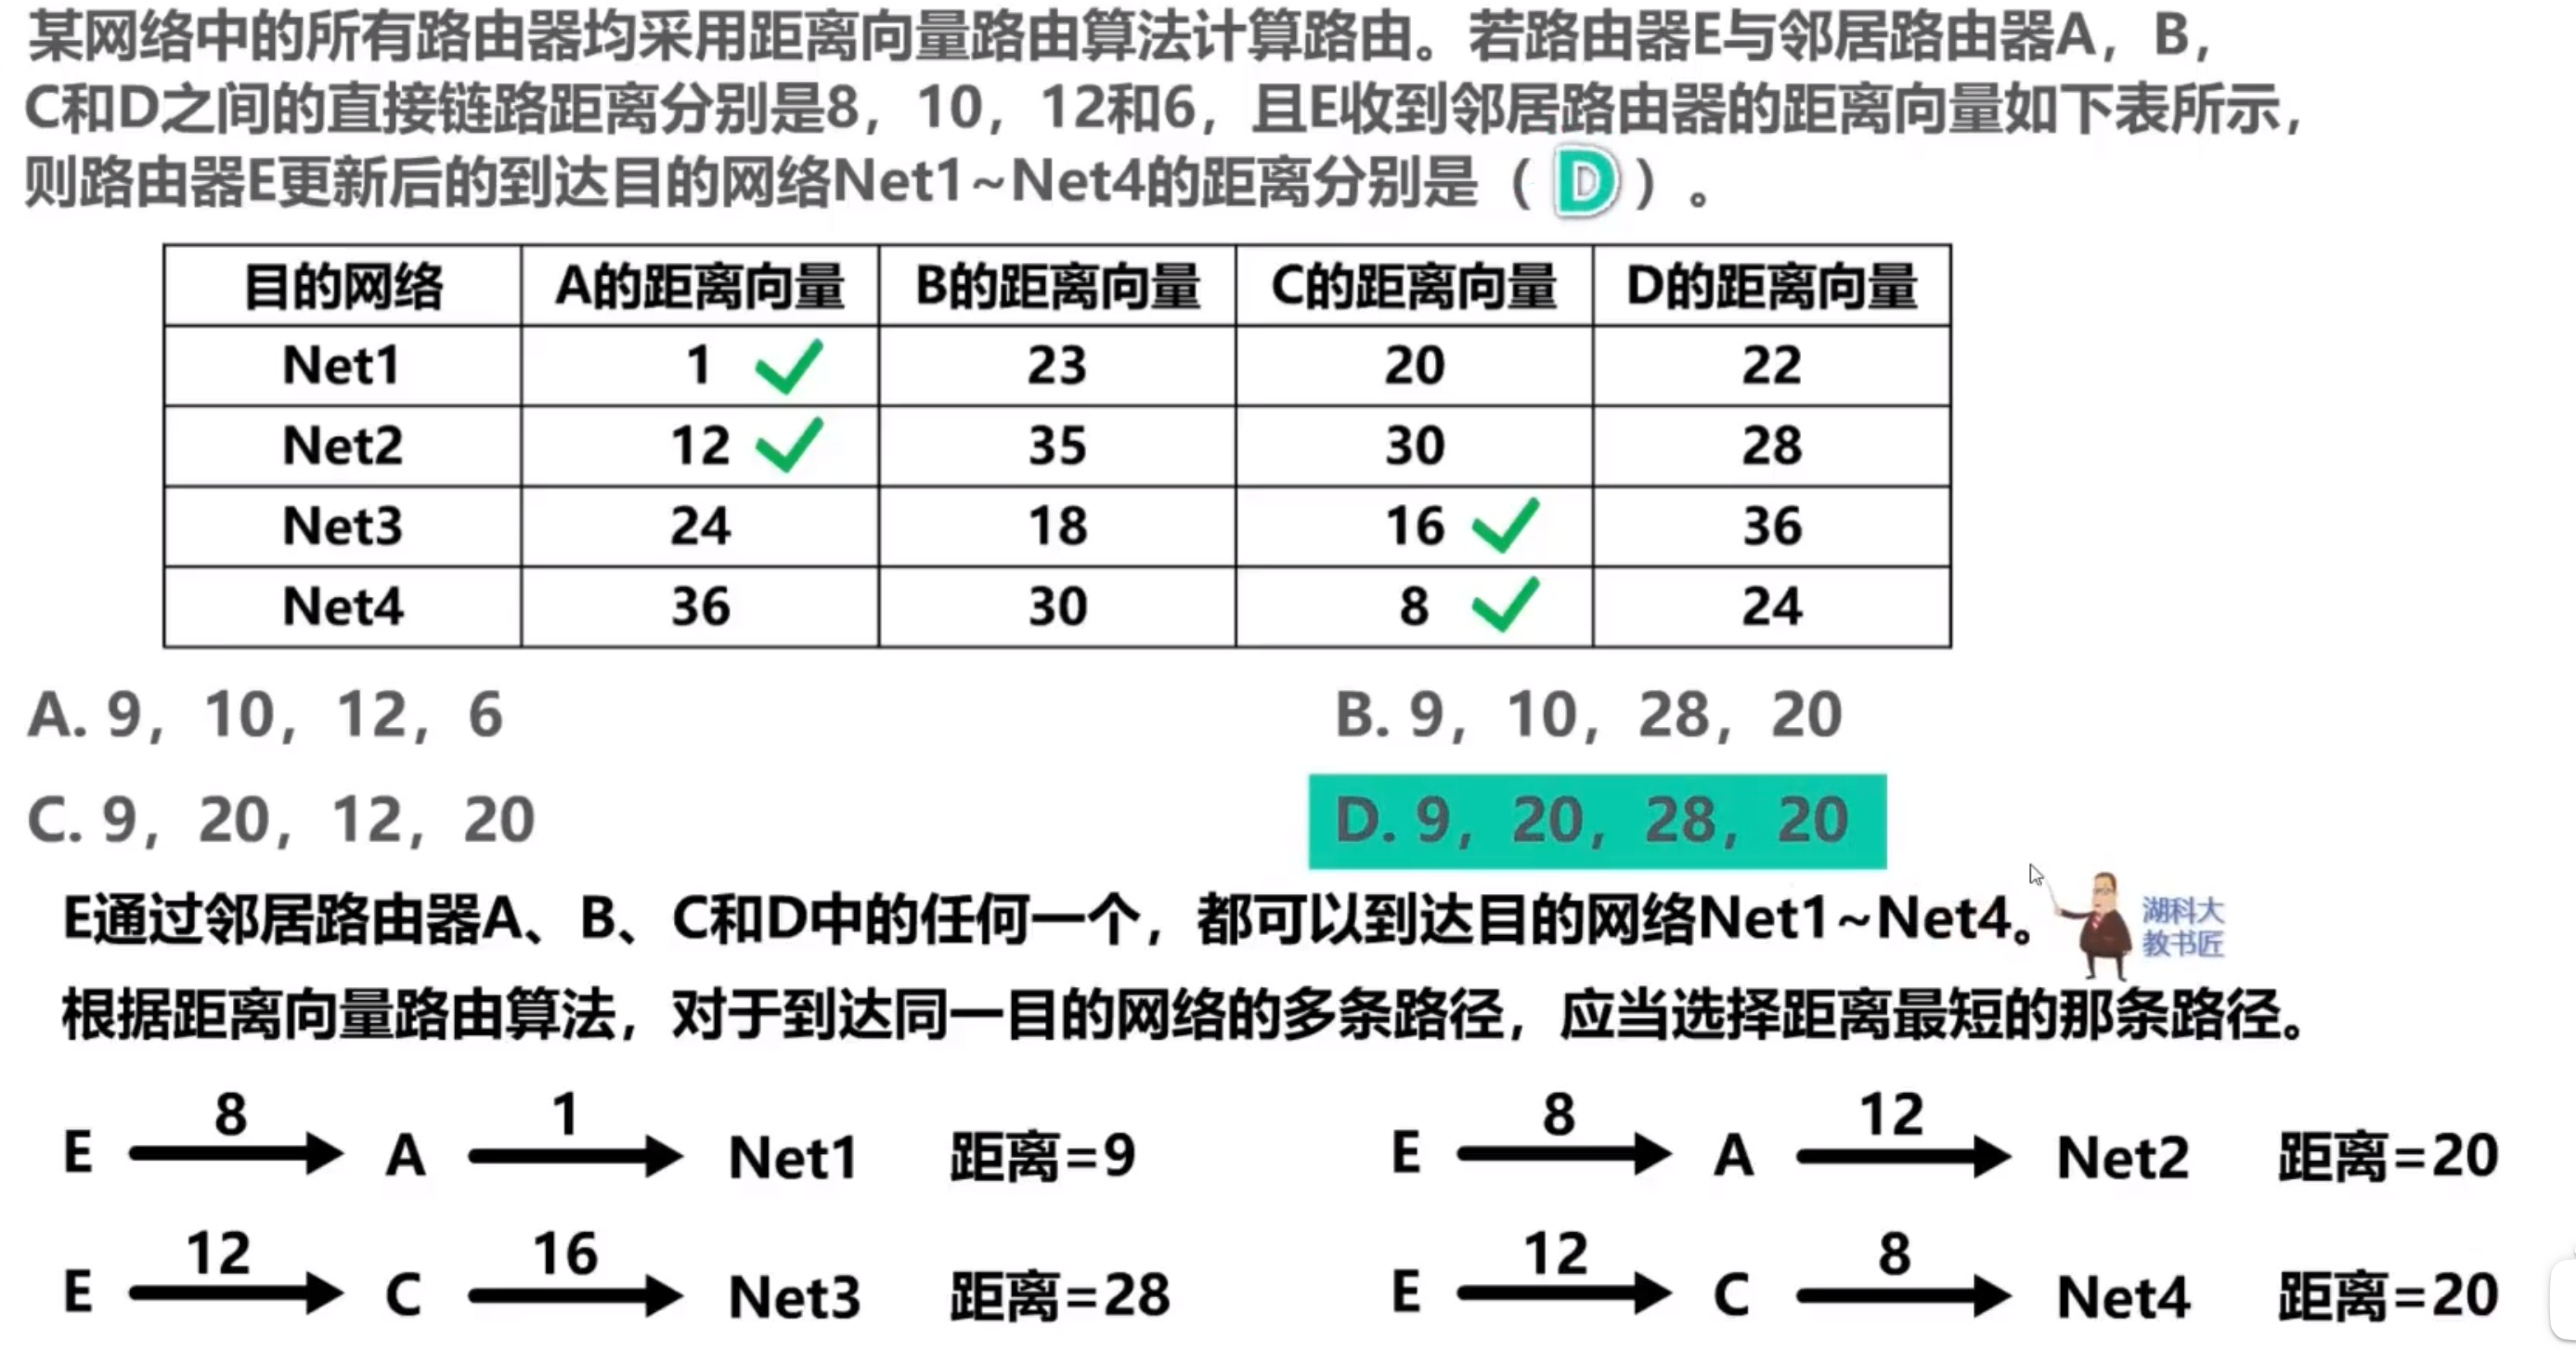 某网络中的所有路由器均采用距离向量路由算法计算路由。若路由器E与邻居路由器A，B，
C和D之间的直接链路距离分别是8，10，12和6，且E收到邻居路由器的距离向量如下表所示，
则路由器E更新后的到达目的网络Net1~Net4的距离分别是（ D ）。
目的网络 A的距离向量 B的距离向量 C的距离向量 D的距离向量
Net1 1 23 20 22
Net2 12 35 30 28
Net3 24 18 16 36
Net4 36 30 8 24
A. 9，10，12，6 B. 9，10，28，20
C. 9，20，12，20 D. 9，20，28，20
E通过邻居路由器A、B、C和D中的任何一个，都可以到达目的网络Net1~Net4。
湖科大
教书匠
根据距离向量路由算法，对于到达同一目的网络的多条路径，应当选择距离最短的那条路径。
8 1 8 12
E A Net1 距离=9 E A Net2 距离=20
12 16 12 8
E C Net3 距离=28 E C Net4 距离=20